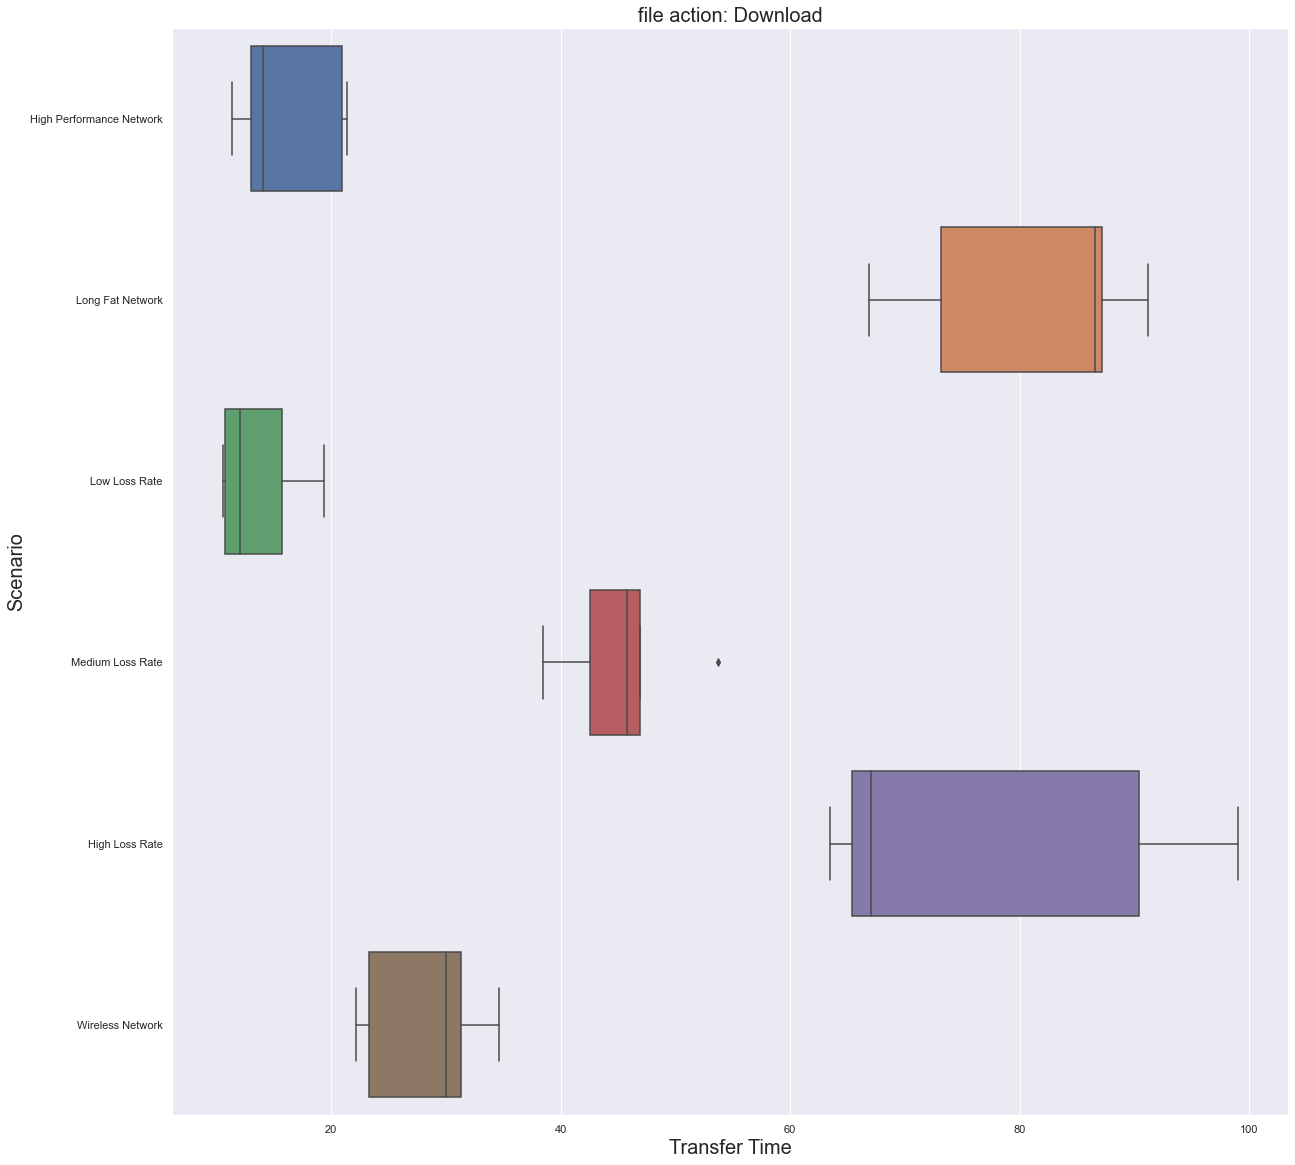 file action: Download
High Performance Network
Long Fat Network
Low Loss Rate
Scenario
Medium Loss Rate
High Loss Rate
Wireless Network
20 40 60 80 100
Transfer Time